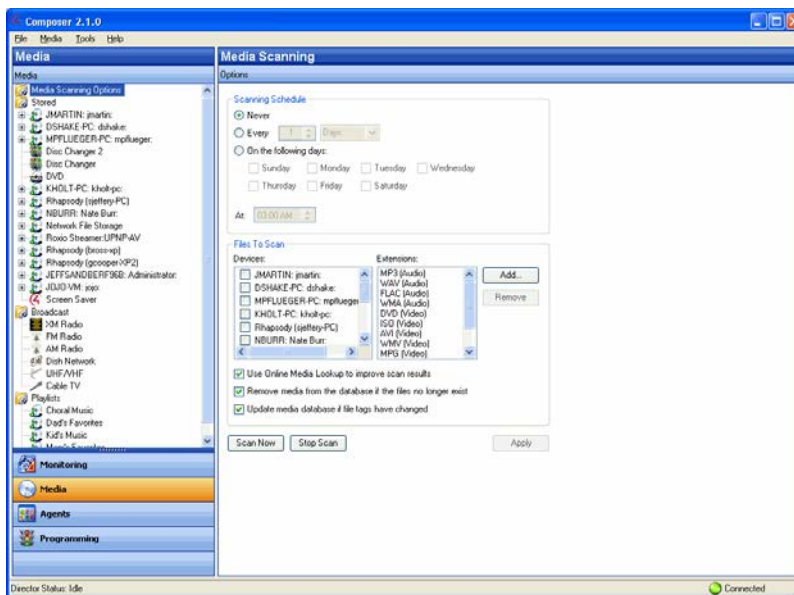 Composer 2.1.0
File Media Tools Help
Media
Media
Media Scanning Options
Stored
JMARTIN: jmartin:
DSHAKE-PC: dshake:
MPFLUEGER-PC: mpflueger:
Disc Changer 2
Disc Changer
DVD
KHOLT-PC: kholt-pc:
Rhapsody (sjeffery-PC)
NBURR: Nate Burr:
Network File Storage
Roxio Streamer:UPNP-AV
Rhapsody (bross-xp)
Rhapsody (gcooper-XP2)
JEFFSANDBERF96B: Administrator:
JOJO-VM: jojo:
Screen Saver
Broadcast
XM Radio
FM Radio
AM Radio
Dish Network
UHF/VHF
Cable TV
Playlists
Choral Music
Dad's Favorites
Kid's Music
Mom's Favorites
Monitoring
Media
Agents
Programming
Media Scanning
Options
Scanning Schedule
Never
Every 1 Days
On the following days:
Sunday Monday Tuesday Wednesday
Thursday Friday Saturday
At: 03:00 AM
Files To Scan
Devices:
JMARTIN: jmartin:
DSHAKE-PC: dshake:
MPFLUEGER-PC: mpflueger
KHOLT-PC: kholt-pc:
Rhapsody (sjeffery-PC)
NBURR: Nate Burr:
Extensions:
MP3 (Audio)
WAV (Audio)
FLAC (Audio)
WMA (Audio)
DVD (Video)
ISO (Video)
AVI (Video)
WMV (Video)
MPG (Video)
Add...
Remove
Use Online Media Lookup to improve scan results
Remove media from the database if the files no longer exist
Update media database if file tags have changed
Scan Now Stop Scan Apply
Director Status: Idle Connected